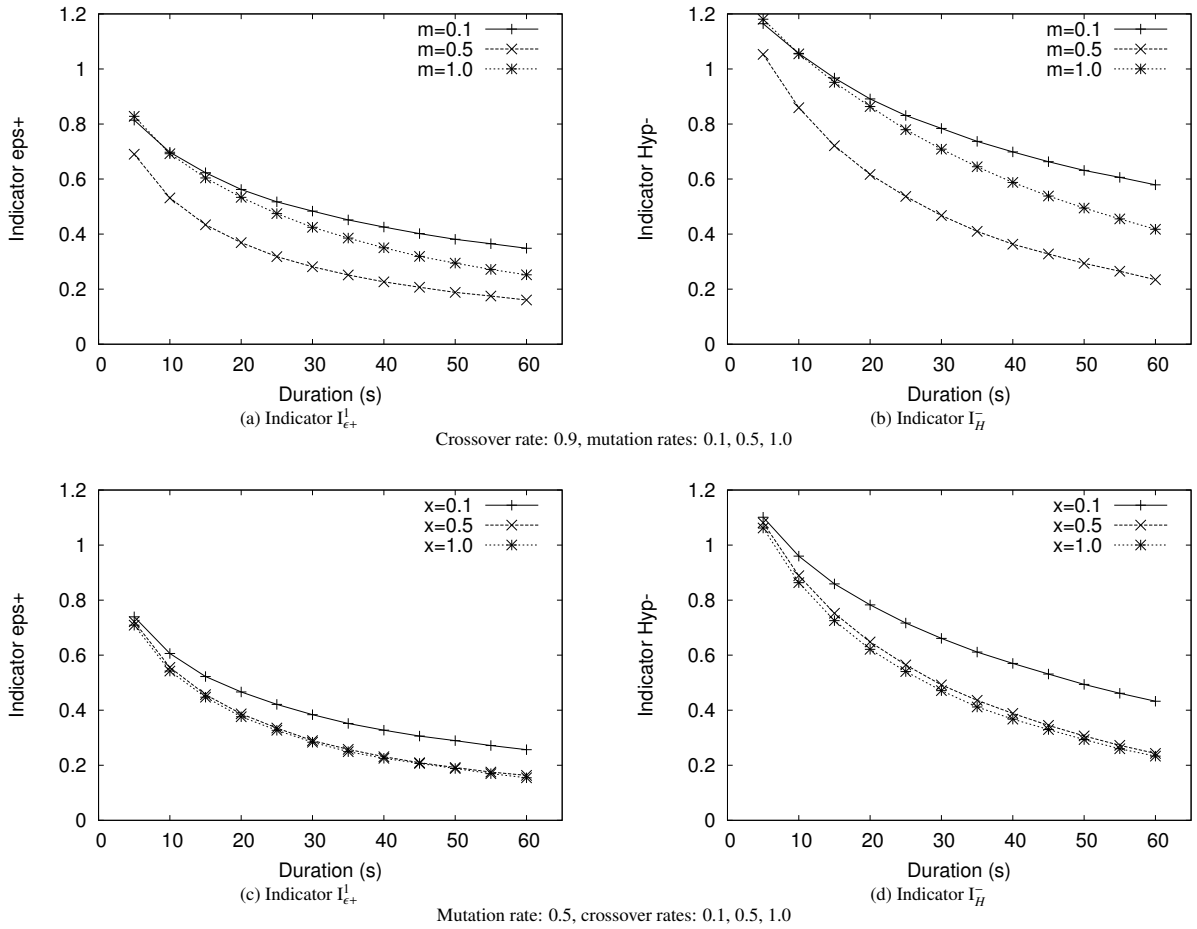 1.2
1
0.8
0.6
0.4
0.2
0
Indicator eps+
m=0.1
m=0.5
m=1.0
0 10 20 30 40 50 60
Duration (s)
(a) Indicator I¹ε+
1.2
1
0.8
0.6
0.4
0.2
0
Indicator Hyp-
m=0.1
m=0.5
m=1.0
0 10 20 30 40 50 60
Duration (s)
(b) Indicator I⁻H
Crossover rate: 0.9, mutation rates: 0.1, 0.5, 1.0
1.2
1
0.8
0.6
0.4
0.2
0
Indicator eps+
x=0.1
x=0.5
x=1.0
0 10 20 30 40 50 60
Duration (s)
(c) Indicator I¹ε+
1.2
1
0.8
0.6
0.4
0.2
0
Indicator Hyp-
x=0.1
x=0.5
x=1.0
0 10 20 30 40 50 60
Duration (s)
(d) Indicator I⁻H
Mutation rate: 0.5, crossover rates: 0.1, 0.5, 1.0